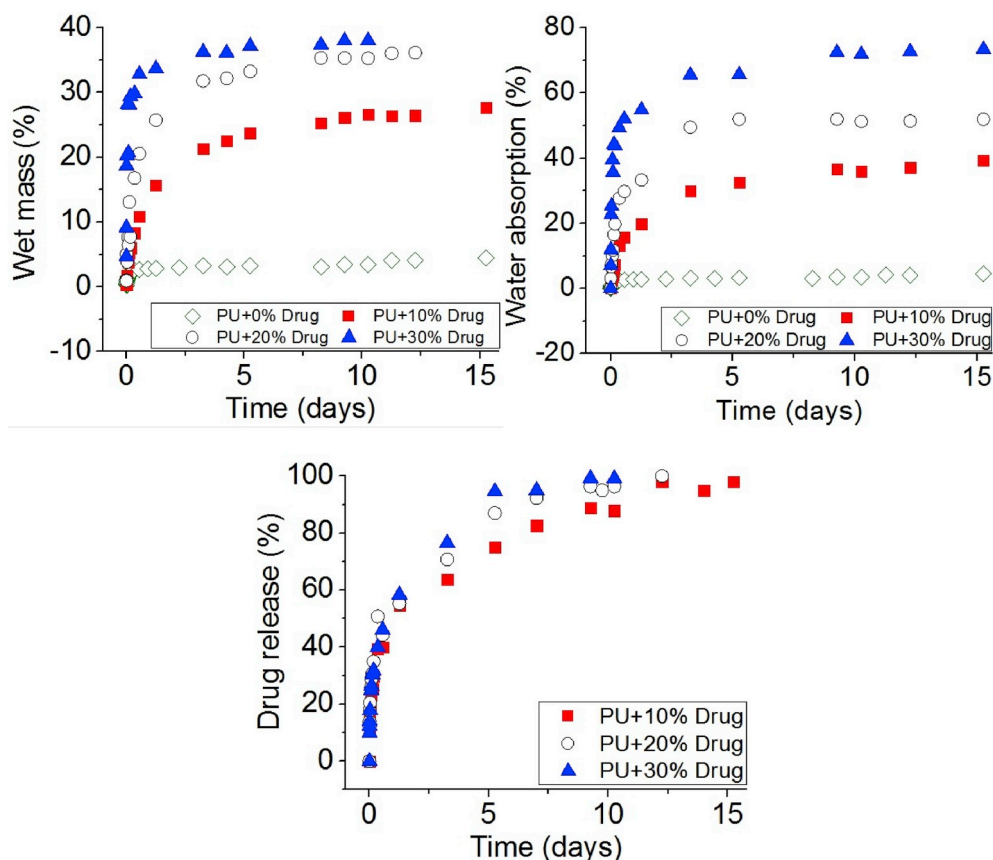 Wet mass (%)
40
30
20
10
0
-10
PU+0% Drug PU+10% Drug
PU+20% Drug PU+30% Drug
0 5 10 15
Time (days)
Water absorption (%)
80
60
40
20
0
-20
PU+0% Drug PU+10% Drug
PU+20% Drug PU+30% Drug
0 5 10 15
Time (days)
Drug release (%)
100
80
60
40
20
0
PU+10% Drug
PU+20% Drug
PU+30% Drug
0 5 10 15
Time (days)